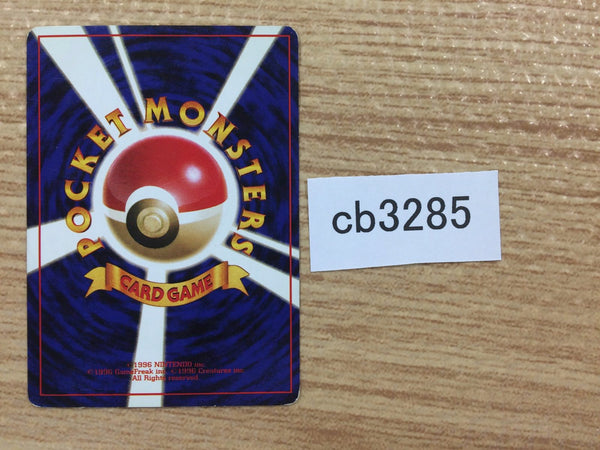 POCKET MONSTERS
CARD GAME
©1996 NINTENDO inc.
©1996 GameFreak inc. ©1996 Creatures inc.
All Rights reserved.
cb3285